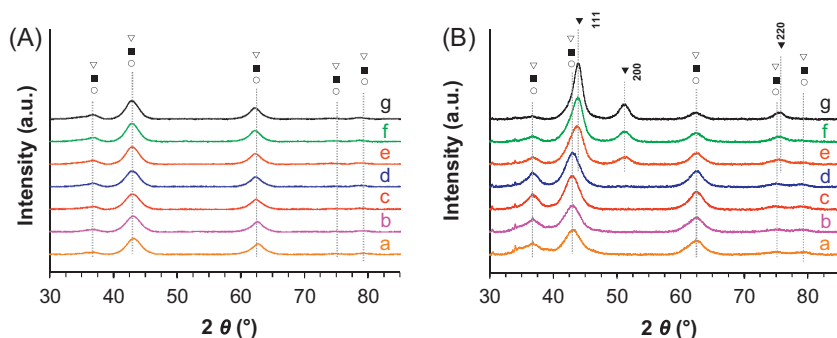 (A)
Intensity (a.u.)
g
f
e
d
c
b
a
30 40 50 60 70 80
2 θ (°)
(B)
Intensity (a.u.)
111
200
220
g
f
e
d
c
b
a
30 40 50 60 70 80
2 θ (°)